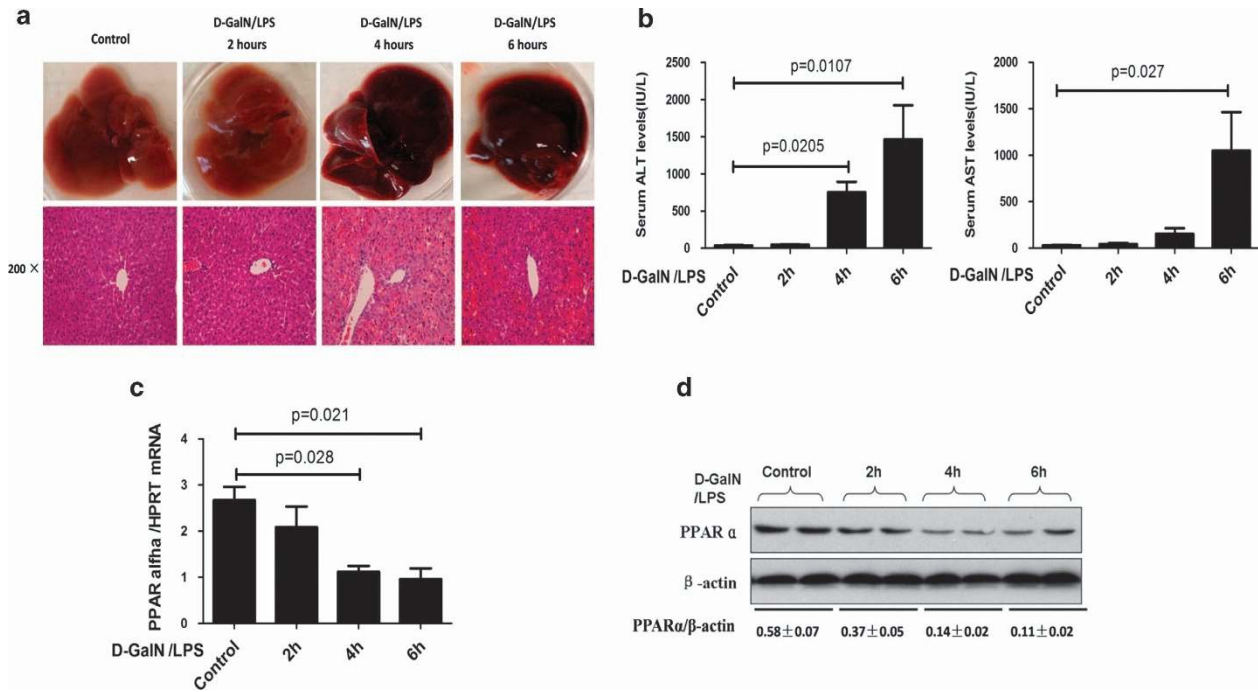 a
Control
D-GalN/LPS
2 hours
D-GalN/LPS
4 hours
D-GalN/LPS
6 hours
200 ×
b
Serum ALT levels(IU/L)
2500
2000
1500
1000
500
0
p=0.0107
p=0.0205
D-GalN /LPS
Control
2h
4h
6h
Serum AST levels(IU/L)
2000
1500
1000
500
0
p=0.027
D-GalN /LPS
Control
2h
4h
6h
c
PPAR alfha /HPRT mRNA
4
3
2
1
0
p=0.021
p=0.028
D-GalN /LPS
Control
2h
4h
6h
d
D-GalN
/LPS
Control
2h
4h
6h
PPAR α
β -actin
PPARα/β-actin
0.58±0.07 0.37±0.05 0.14±0.02 0.11±0.02